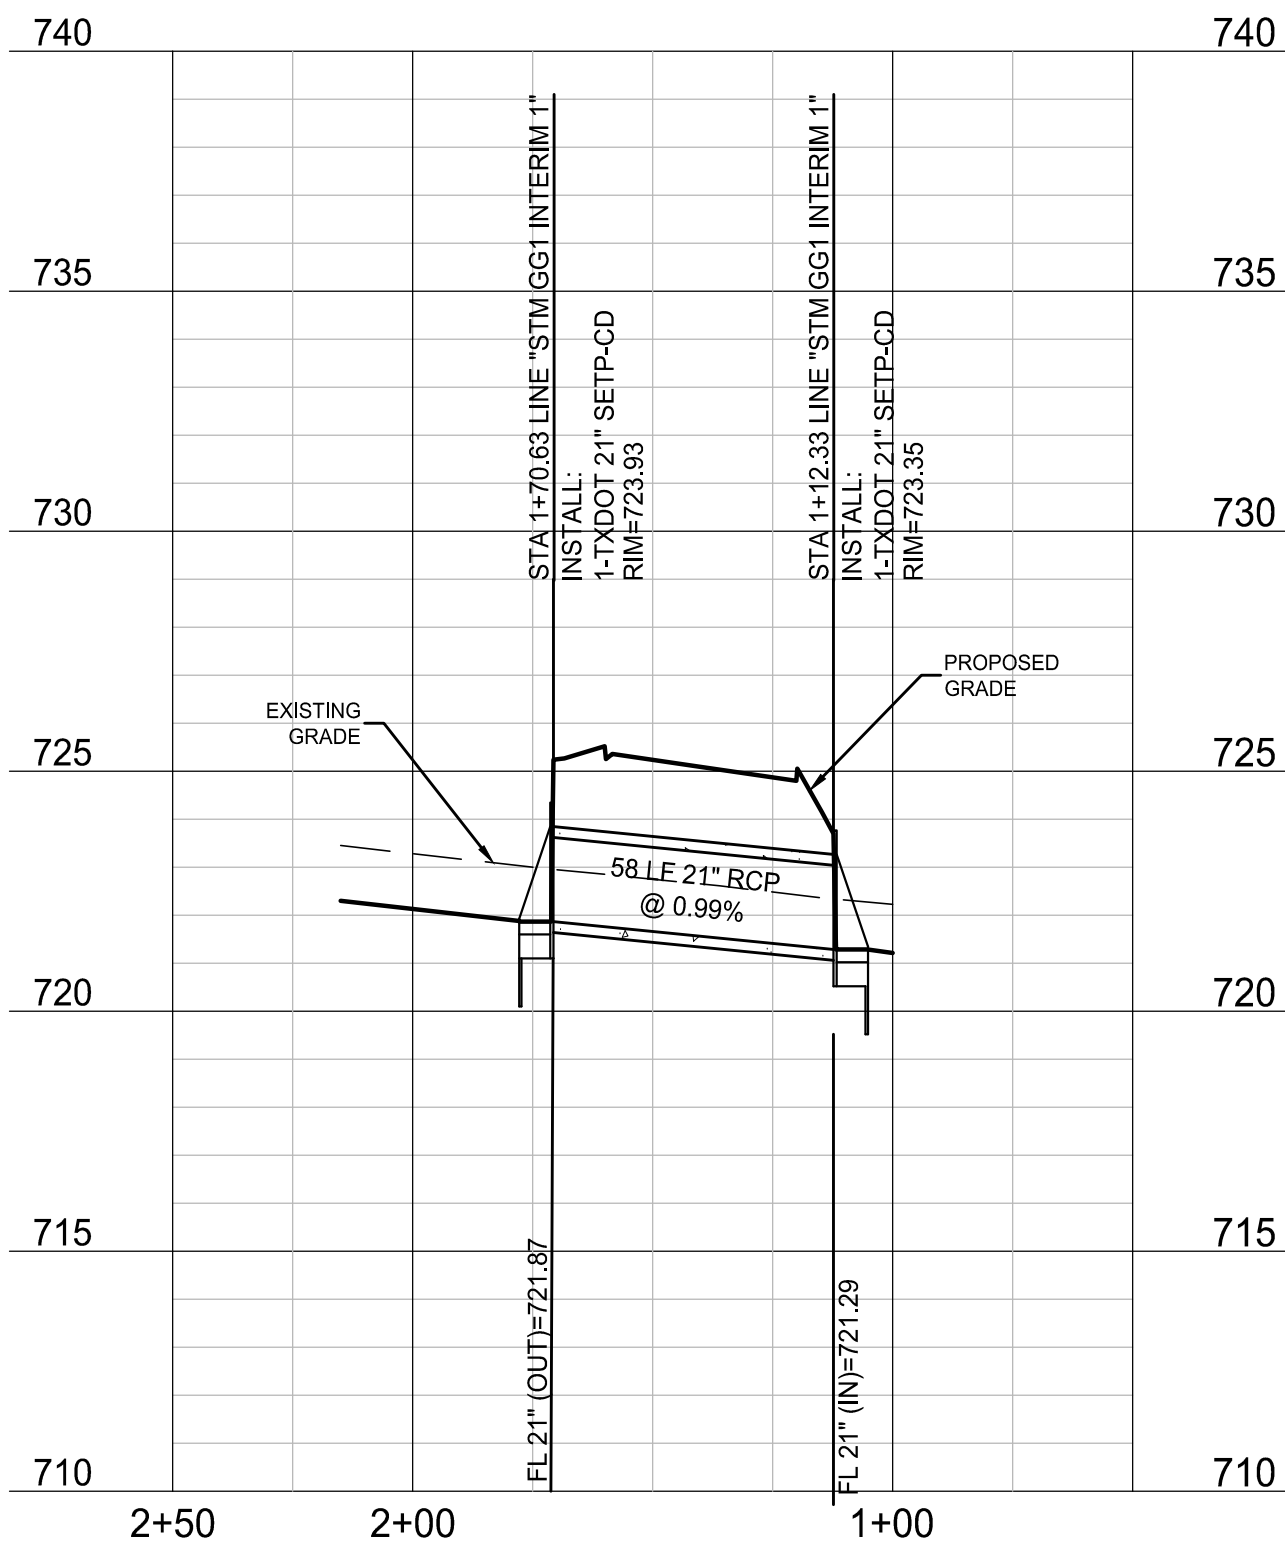 740
740
735
735
730
730
725
725
720
720
715
715
710
710
STA 1+70.63 LINE "STM GG1 INTERIM 1"
INSTALL:
1-TXDOT 21" SETP-CD
RIM=723.93
STA 1+12.33 LINE "STM GG1 INTERIM 1"
INSTALL:
1-TXDOT 21" SETP-CD
RIM=723.35
EXISTING
GRADE
PROPOSED
GRADE
58 LF 21" RCP
@ 0.99%
FL 21" (OUT)=721.87
FL 21" (IN)=721.29
2+50
2+00
1+00